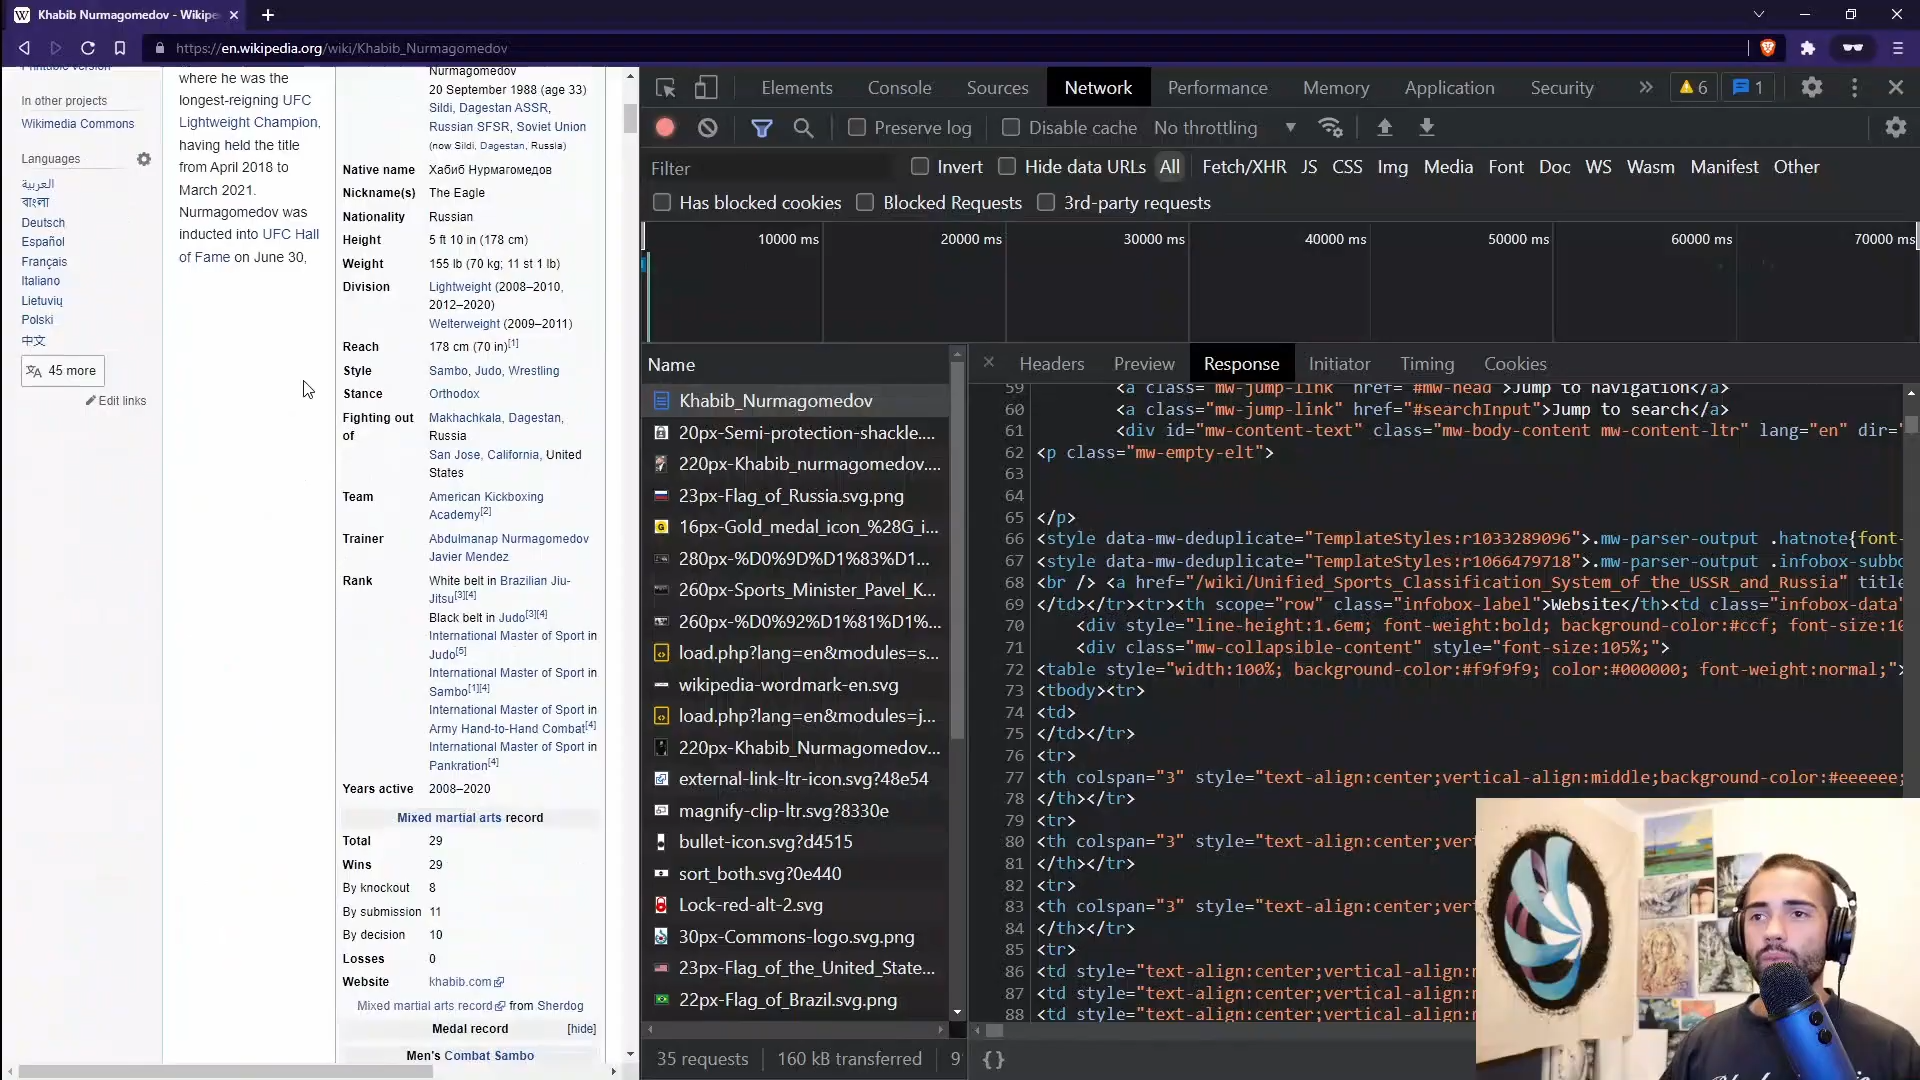 Khabib Nurmagomedov - Wikipe
https://en.wikipedia.org/wiki/Khabib_Nurmagomedov
Printable version
In other projects
Wikimedia Commons
Languages
العربية
বাংলা
Deutsch
Español
Français
Italiano
Lietuvių
Polski
中文
45 more
Edit links
where he was the
longest-reigning UFC
Lightweight Champion,
having held the title
from April 2018 to
March 2021.
Nurmagomedov was
inducted into UFC Hall
of Fame on June 30,
Nurmagomedov
20 September 1988 (age 33)
Sildi, Dagestan ASSR,
Russian SFSR, Soviet Union
(now Sildi, Dagestan, Russia)
Native name Хабиб Нурмагомедов
Nickname(s) The Eagle
Nationality Russian
Height 5 ft 10 in (178 cm)
Weight 155 lb (70 kg; 11 st 1 lb)
Division Lightweight (2008–2010,
2012–2020)
Welterweight (2009–2011)
Reach 178 cm (70 in)[1]
Style Sambo, Judo, Wrestling
Stance Orthodox
Fighting out of Makhachkala, Dagestan,
Russia
San Jose, California, United
States
Team American Kickboxing
Academy[2]
Trainer Abdulmanap Nurmagomedov
Javier Mendez
Rank White belt in Brazilian Jiu-
Jitsu[3][4]
Black belt in Judo[3][4]
International Master of Sport in
Judo[5]
International Master of Sport in
Sambo[1][4]
International Master of Sport in
Army Hand-to-Hand Combat[4]
International Master of Sport in
Pankration[4]
Years active 2008–2020
Mixed martial arts record
Total 29
Wins 29
By knockout 8
By submission 11
By decision 10
Losses 0
Website khabib.com
Mixed martial arts record from Sherdog
Medal record [hide]
Men's Combat Sambo
Elements Console Sources Network Performance Memory Application Security » 6 1
Preserve log Disable cache No throttling
Filter Invert Hide data URLs All Fetch/XHR JS CSS Img Media Font Doc WS Wasm Manifest Other
Has blocked cookies Blocked Requests 3rd-party requests
10000 ms 20000 ms 30000 ms 40000 ms 50000 ms 60000 ms 70000 ms
Name
Khabib_Nurmagomedov
20px-Semi-protection-shackle....
220px-Khabib_nurmagomedov....
23px-Flag_of_Russia.svg.png
16px-Gold_medal_icon_%28G_i...
280px-%D0%9D%D1%83%D1...
260px-Sports_Minister_Pavel_K...
260px-%D0%92%D1%81%D1%...
load.php?lang=en&modules=s...
wikipedia-wordmark-en.svg
load.php?lang=en&modules=j...
220px-Khabib_Nurmagomedov...
external-link-ltr-icon.svg?48e54
magnify-clip-ltr.svg?8330e
bullet-icon.svg?d4515
sort_both.svg?0e440
Lock-red-alt-2.svg
30px-Commons-logo.svg.png
23px-Flag_of_the_United_State...
22px-Flag_of_Brazil.svg.png
35 requests 160 kB transferred 9
Headers Preview Response Initiator Timing Cookies
59 <a class="mw-jump-link" href="#mw-head">Jump to navigation</a>
60 <a class="mw-jump-link" href="#searchInput">Jump to search</a>
61 <div id="mw-content-text" class="mw-body-content mw-content-ltr" lang="en" dir="
62 <p class="mw-empty-elt">
63
64
65 </p>
66 <style data-mw-deduplicate="TemplateStyles:r1033289096">.mw-parser-output .hatnote{font-
67 <style data-mw-deduplicate="TemplateStyles:r1066479718">.mw-parser-output .infobox-subbo
68 <br /> <a href="/wiki/Unified_Sports_Classification_System_of_the_USSR_and_Russia" title
69 </td></tr><tr><th scope="row" class="infobox-label">Website</th><td class="infobox-data"
70 <div style="line-height:1.6em; font-weight:bold; background-color:#ccf; font-size:10
71 <div class="mw-collapsible-content" style="font-size:105%;">
72 <table style="width:100%; background-color:#f9f9f9; color:#000000; font-weight:normal;">
73 <tbody><tr>
74 <td>
75 </td></tr>
76 <tr>
77 <th colspan="3" style="text-align:center;vertical-align:middle;background-color:#eeeeee;
78 </th></tr>
79 <tr>
80 <th colspan="3" style="text-align:center;vert
81 </th></tr>
82 <tr>
83 <th colspan="3" style="text-align:center;vert
84 </th></tr>
85 <tr>
86 <td style="text-align:center;vertical-align:m
87 <td style="text-align:center;vertical-align:m
88 <td style="text-align:center;vertical-align:m
{}